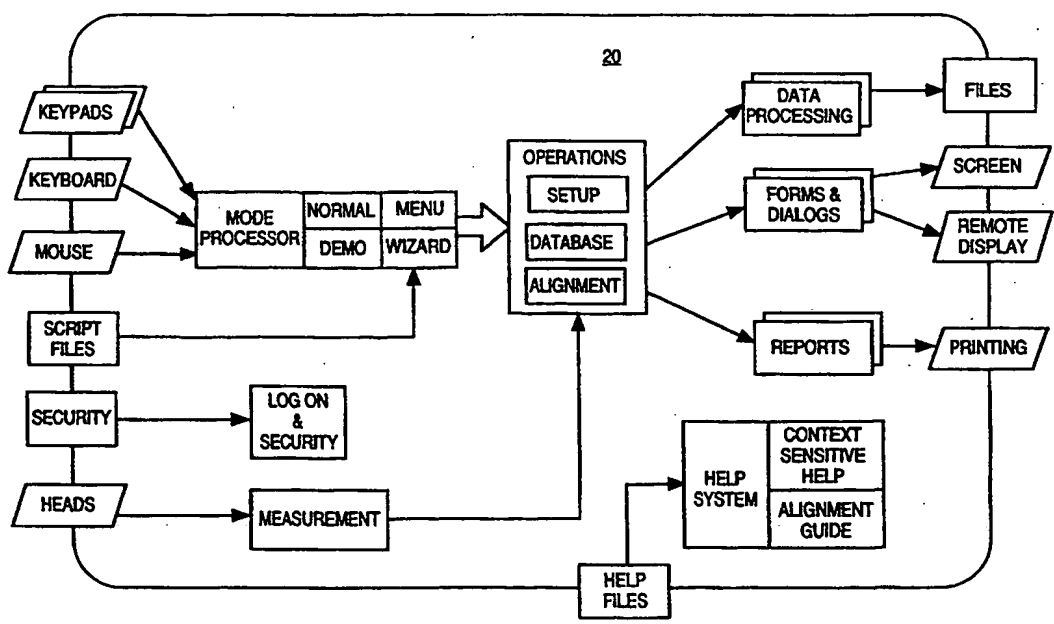 20
KEYPADS
KEYBOARD
MOUSE
SCRIPT
FILES
SECURITY
HEADS
MODE
PROCESSOR
NORMAL
MENU
DEMO
WIZARD
LOG ON
&
SECURITY
MEASUREMENT
OPERATIONS
SETUP
DATABASE
ALIGNMENT
DATA
PROCESSING
FORMS &
DIALOGS
REPORTS
FILES
SCREEN
REMOTE
DISPLAY
PRINTING
HELP
SYSTEM
CONTEXT
SENSITIVE
HELP
ALIGNMENT
GUIDE
HELP
FILES